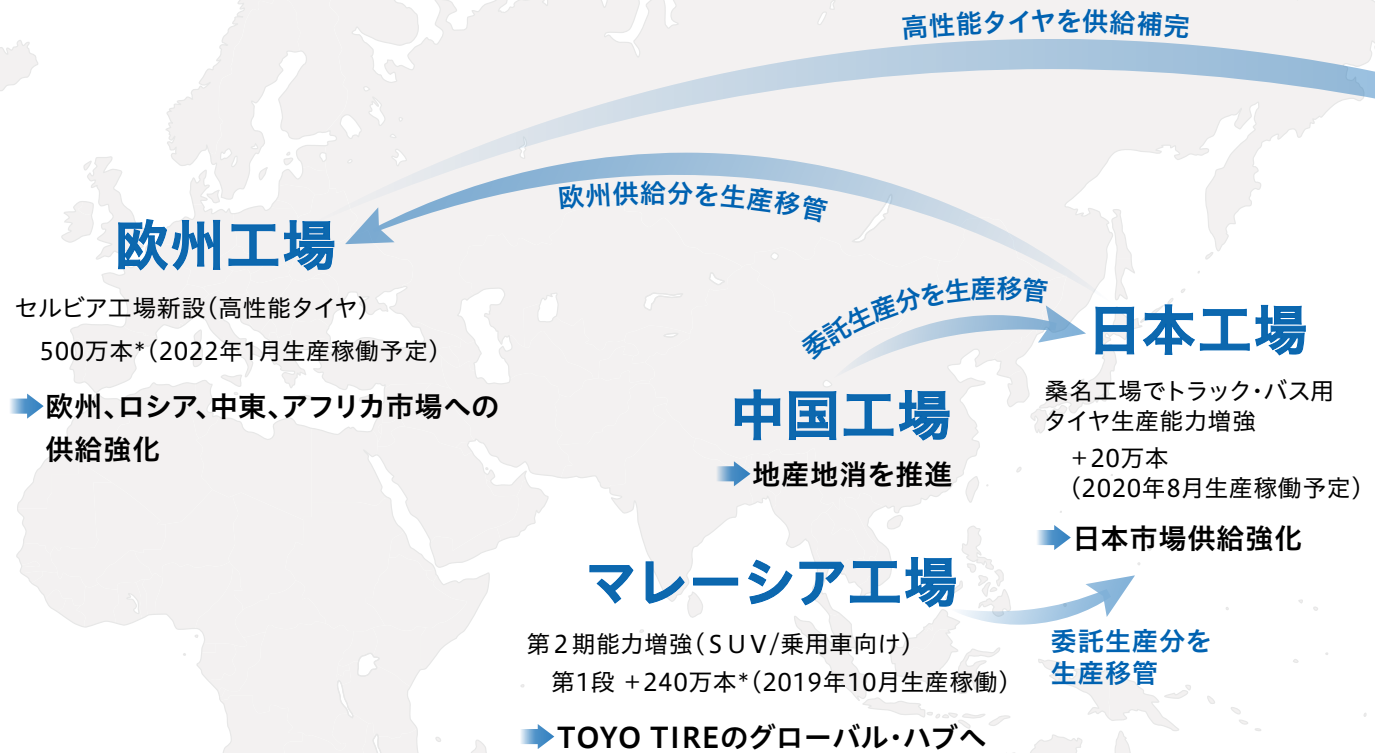 高性能タイヤを供給補完
欧州供給分を生産移管
欧州工場
セルビア工場新設(高性能タイヤ)
500万本*(2022年1月生産稼働予定)
欧州、ロシア、中東、アフリカ市場への
供給強化
委託生産分を生産移管
中国工場
地産地消を推進
日本工場
桑名工場でトラック・バス用
タイヤ生産能力増強
+20万本
(2020年8月生産稼働予定)
日本市場供給強化
マレーシア工場
第2期能力増強(SUV/乗用車向け)
第1段 +240万本*(2019年10月生産稼働)
TOYO TIREのグローバル・ハブへ
委託生産分を
生産移管